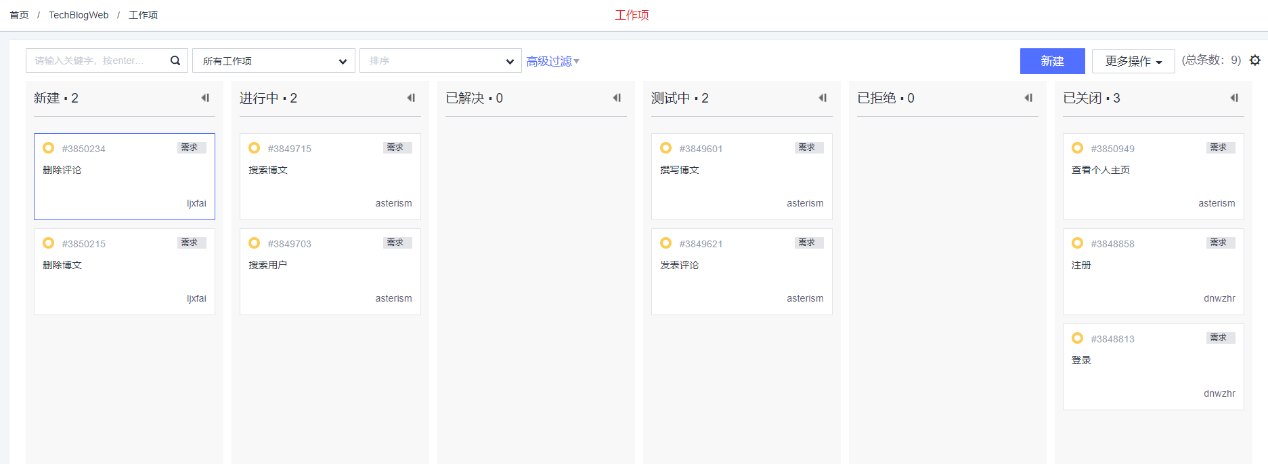 首页 / TechBlogWeb / 工作项
工作项
请输入关键字，按enter...
所有工作项
排序
高级过滤
新建
更多操作
(总条数：9)
新建 · 2
#3850234 需求
删除评论
ljxfai
#3850215 需求
删除博文
ljxfai
进行中 · 2
#3849715 需求
搜索博文
asterism
#3849703 需求
搜索用户
asterism
已解决 · 0
测试中 · 2
#3849601 需求
撰写博文
asterism
#3849621 需求
发表评论
asterism
已拒绝 · 0
已关闭 · 3
#3850949 需求
查看个人主页
asterism
#3848858 需求
注册
dnwzhr
#3848813 需求
登录
dnwzhr